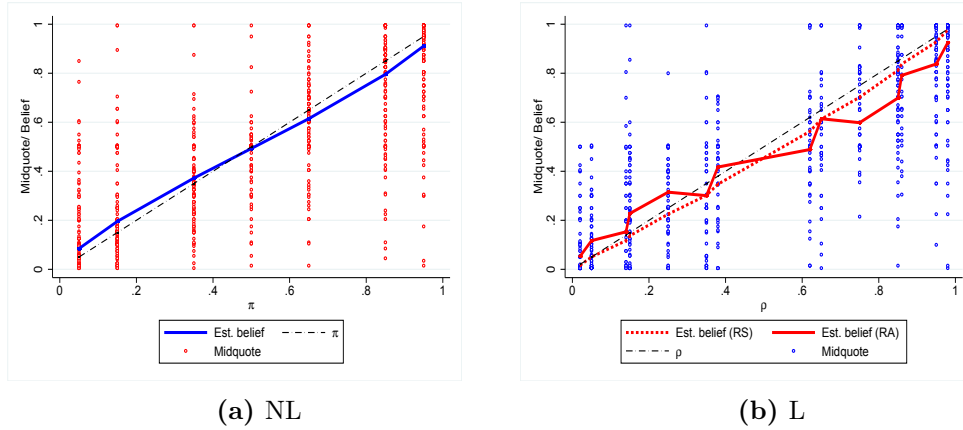 Midquote/ Belief
1
.8
.6
.4
.2
0
0 .2 .4 .6 .8 1
π
Est. belief π
Midquote
(a) NL
Midquote/ Belief
1
.8
.6
.4
.2
0
0 .2 .4 .6 .8 1
ρ
Est. belief (RS) Est. belief (RA)
ρ Midquote
(b) L